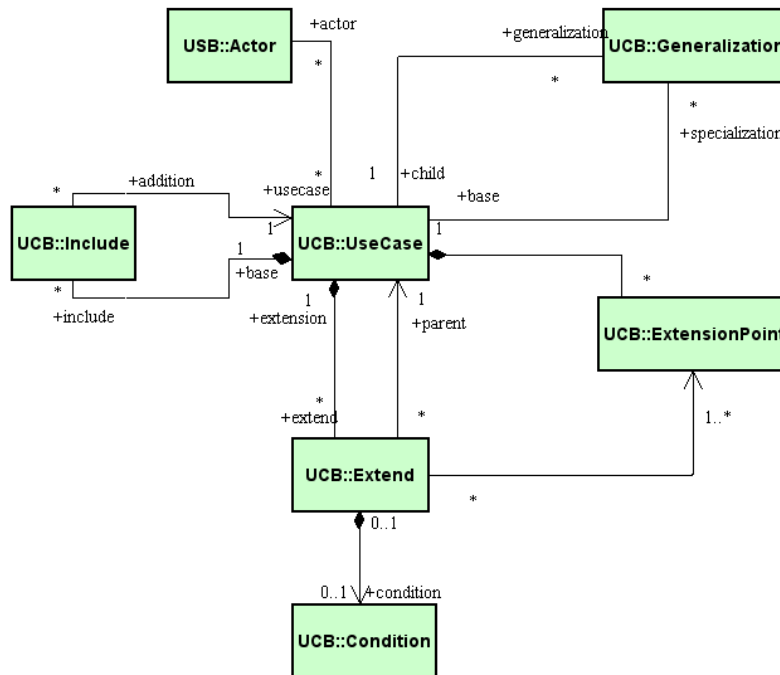 +actor
+generalization
USB::Actor
UCB::Generalization
*
*
*
+specialization
*
1
+child
*
+addition
+usecase
+base
1
1
UCB::Include
UCB::UseCase
1
+base
*
+include
1
+extension
1
+parent
*
UCB::ExtensionPoint
*
+extend
*
1..*
UCB::Extend
*
0..1
0..1
+condition
UCB::Condition